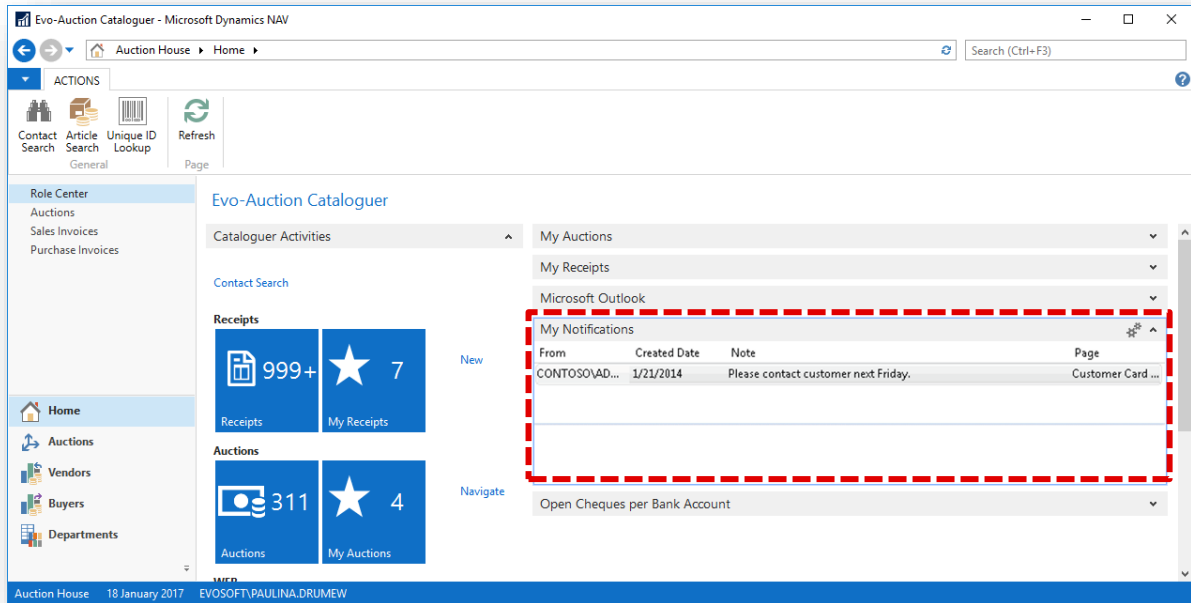 Evo-Auction Cataloguer - Microsoft Dynamics NAV
Auction House Home
Search (Ctrl+F3)
ACTIONS
Contact Search
Article Search
Unique ID Lookup
Refresh
General
Page
Role Center
Auctions
Sales Invoices
Purchase Invoices
Home
Auctions
Vendors
Buyers
Departments
Evo-Auction Cataloguer
Cataloguer Activities
Contact Search
Receipts
999+
7
Receipts
My Receipts
New
Auctions
311
4
Auctions
My Auctions
Navigate
My Auctions
My Receipts
Microsoft Outlook
My Notifications
From Created Date Note Page
CONTOSO\AD... 1/21/2014 Please contact customer next Friday. Customer Card ...
Open Cheques per Bank Account
Auction House 18 January 2017 EVOSOFT\PAULINA.DRUMEW